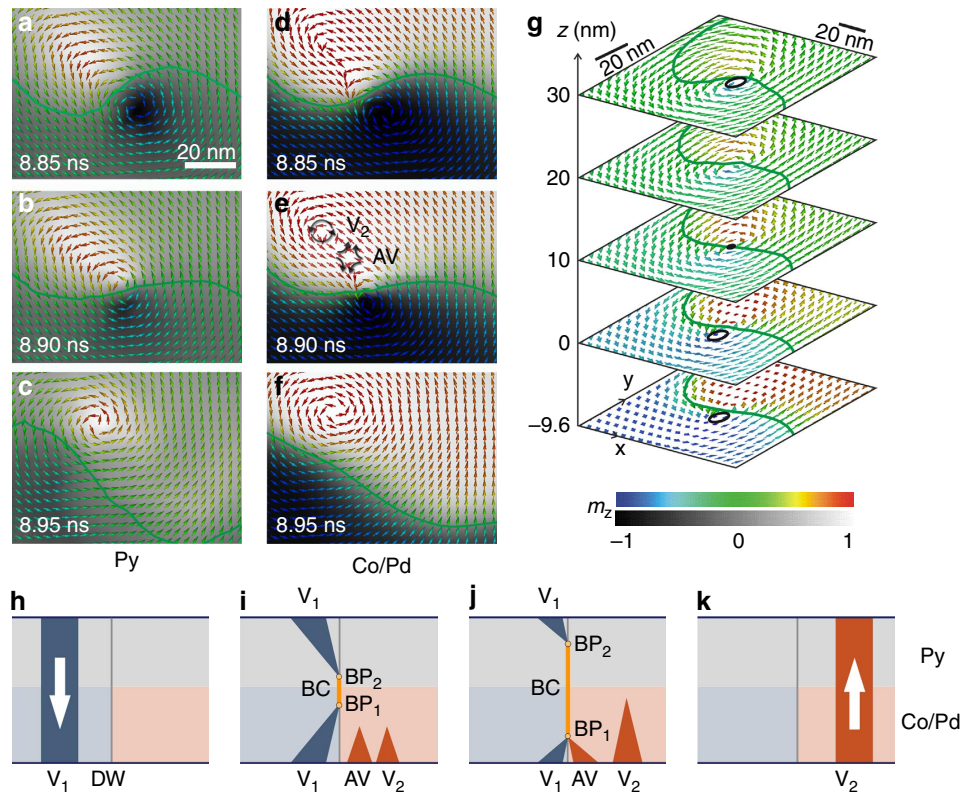 a
8.85 ns
20 nm
b
8.90 ns
c
8.95 ns
Py
d
8.85 ns
e
V2
AV
8.90 ns
f
8.95 ns
Co/Pd
g
z (nm)
20 nm
20 nm
30
20
10
0
–9.6
y
x
mz
–1
0
1
h
V1
DW
i
V1
BC
BP2
BP1
V1
AV
V2
j
V1
BP2
BC
BP1
V1
AV
V2
k
Py
Co/Pd
V2